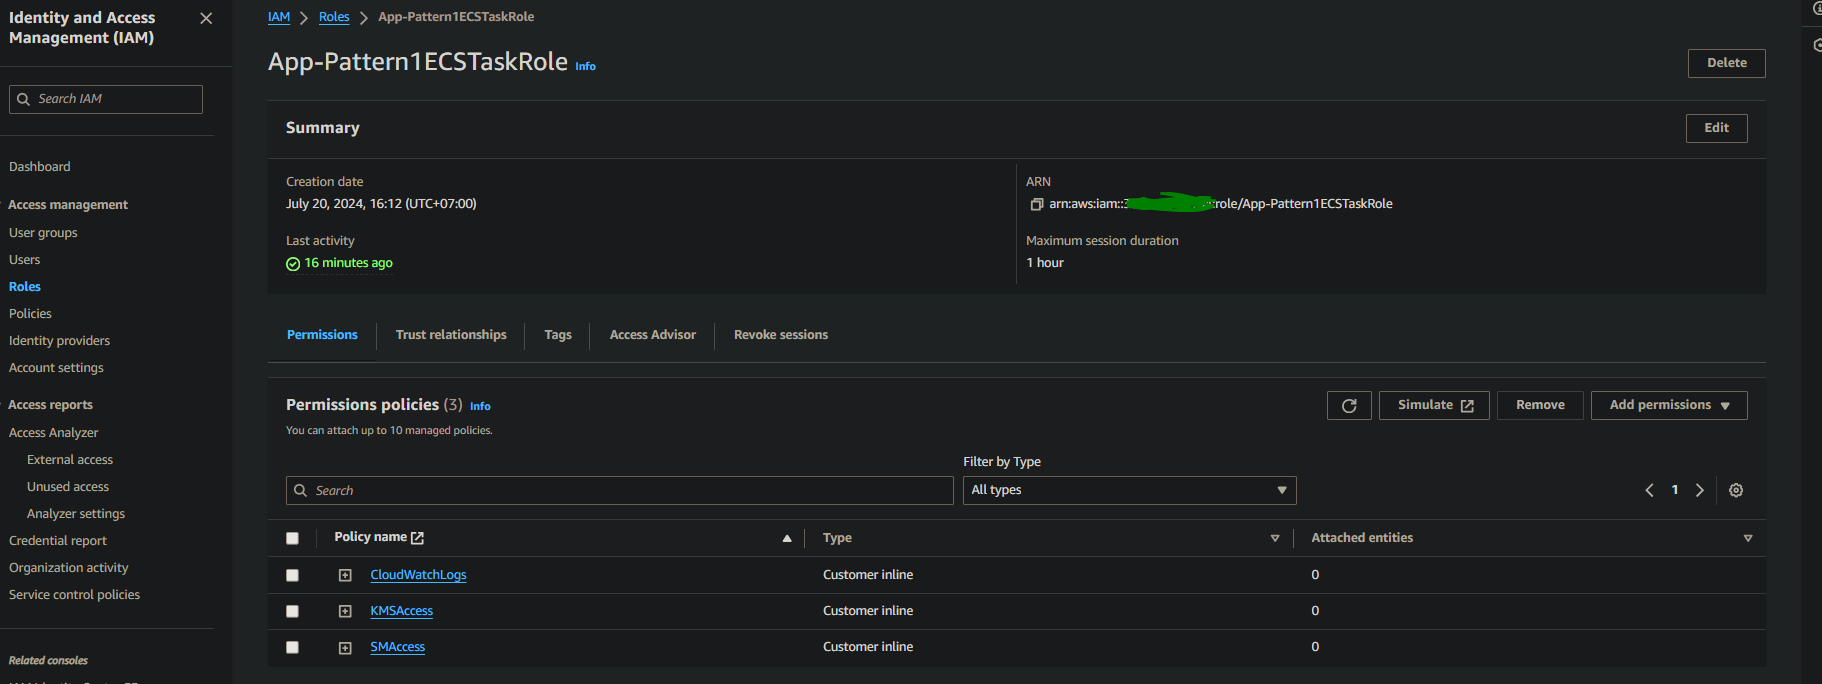 Identity and Access
Management (IAM)
Search IAM
Dashboard
Access management
User groups
Users
Roles
Policies
Identity providers
Account settings
Access reports
Access Analyzer
External access
Unused access
Analyzer settings
Credential report
Organization activity
Service control policies
Related consoles
IAM Roles App-Pattern1ECSTaskRole
App-Pattern1ECSTaskRole Info
Delete
Summary
Edit
Creation date
July 20, 2024, 16:12 (UTC+07:00)
Last activity
16 minutes ago
ARN
arn:aws:iam::3 :role/App-Pattern1ECSTaskRole
Maximum session duration
1 hour
Permissions Trust relationships Tags Access Advisor Revoke sessions
Permissions policies (3) Info
You can attach up to 10 managed policies.
Simulate Remove Add permissions
Filter by Type
Search All types 1
Policy name Type Attached entities
CloudWatchLogs Customer inline 0
KMSAccess Customer inline 0
SMAccess Customer inline 0